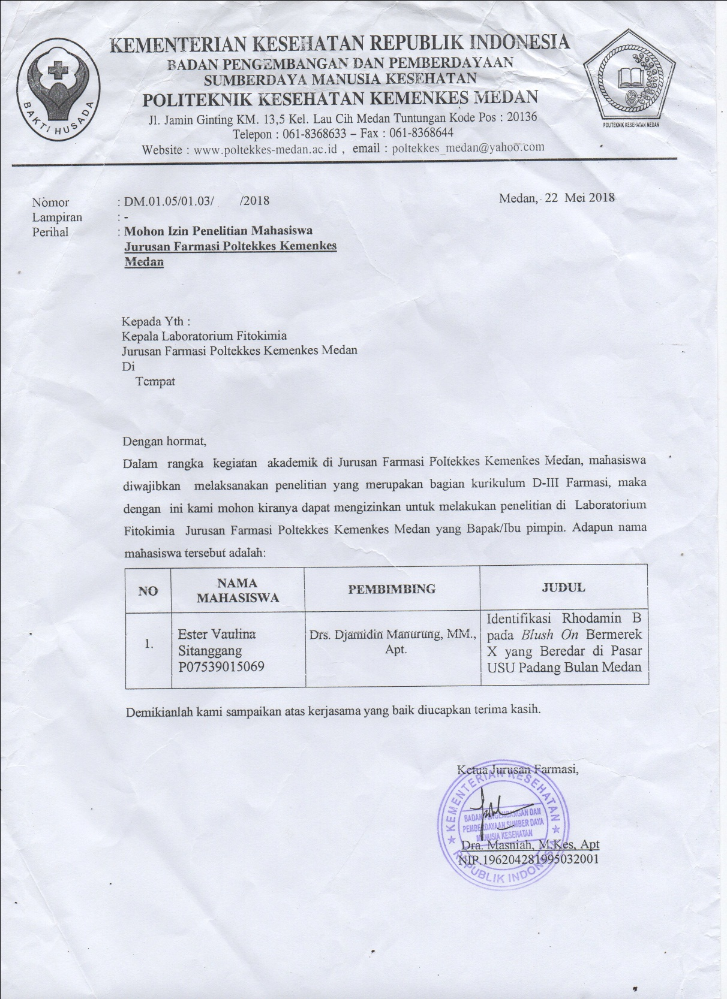 KEMENTERIAN KESEHATAN REPUBLIK INDONESIA
BADAN PENGEMBANGAN DAN PEMBERDAYAAN
SUMBERDAYA MANUSIA KESEHATAN
POLITEKNIK KESEHATAN KEMENKES MEDAN
Jl. Jamin Ginting KM. 13,5 Kel. Lau Cih Medan Tuntungan Kode Pos : 20136
Telepon : 061-8368633 – Fax : 061-8368644
Website : www.poltekkes-medan.ac.id , email : poltekkes_medan@yahoo.com
BAKTI HUSADA
POLITEKNIK KESEHATAN MEDAN
Nomor : DM.01.05/01.03/ /2018
Medan, 22 Mei 2018
Lampiran : -
Perihal : Mohon Izin Penelitian Mahasiswa
Jurusan Farmasi Poltekkes Kemenkes
Medan
Kepada Yth :
Kepala Laboratorium Fitokimia
Jurusan Farmasi Poltekkes Kemenkes Medan
Di
Tempat
Dengan hormat,
Dalam rangka kegiatan akademik di Jurusan Farmasi Poltekkes Kemenkes Medan, mahasiswa
diwajibkan melaksanakan penelitian yang merupakan bagian kurikulum D-III Farmasi, maka
dengan ini kami mohon kiranya dapat mengizinkan untuk melakukan penelitian di Laboratorium
Fitokimia Jurusan Farmasi Poltekkes Kemenkes Medan yang Bapak/Ibu pimpin. Adapun nama
mahasiswa tersebut adalah:
NO
NAMA
MAHASISWA
PEMBIMBING
JUDUL
1.
Ester Vaulina
Sitanggang
P07539015069
Drs. Djamidin Manurung, MM.,
Apt.
Identifikasi Rhodamin B
pada Blush On Bermerek
X yang Beredar di Pasar
USU Padang Bulan Medan
Demikianlah kami sampaikan atas kerjasama yang baik diucapkan terima kasih.
Ketua Jurusan Farmasi,
KEMENTERIAN KESEHATAN
BADAN PENGEMBANGAN DAN
PEMBERDAYAAN SUMBER DAYA
MANUSIA KESEHATAN
REPUBLIK INDONESIA
Dra. Masniah, M.Kes, Apt
NIP.196204281995032001